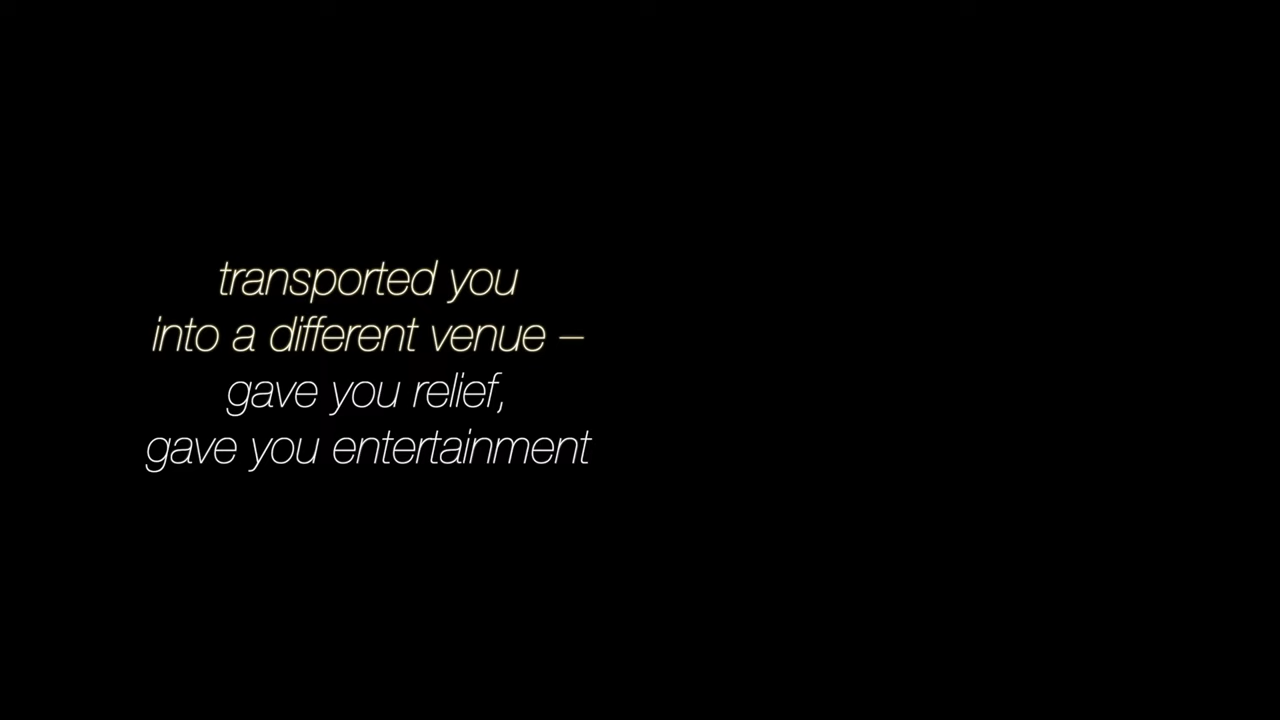 transported you
into a different venue –
gave you relief,
gave you entertainment